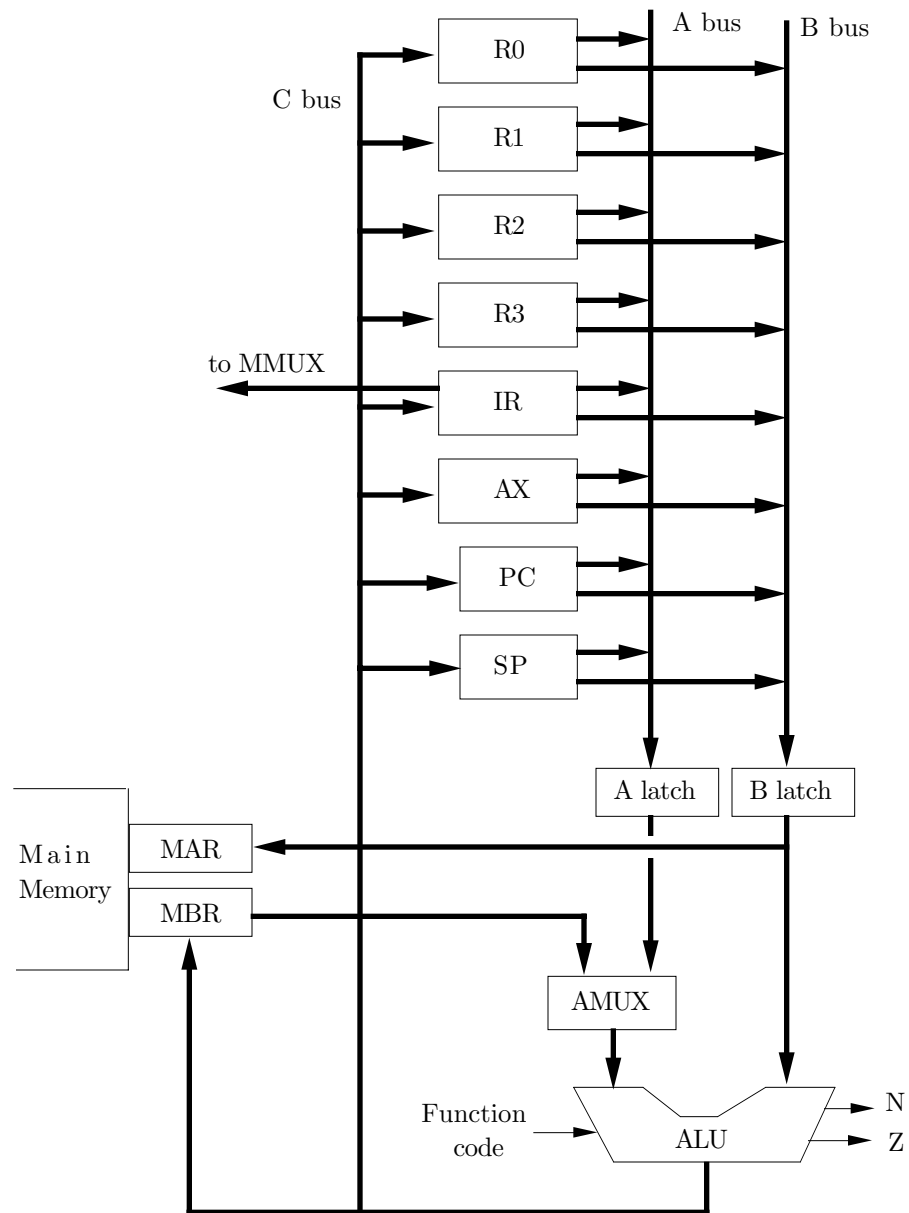 A bus
B bus
R0
C bus
R1
R2
R3
to MMUX
IR
AX
PC
SP
A latch
B latch
Main
Memory
MAR
MBR
AMUX
Function
code
ALU
N
Z